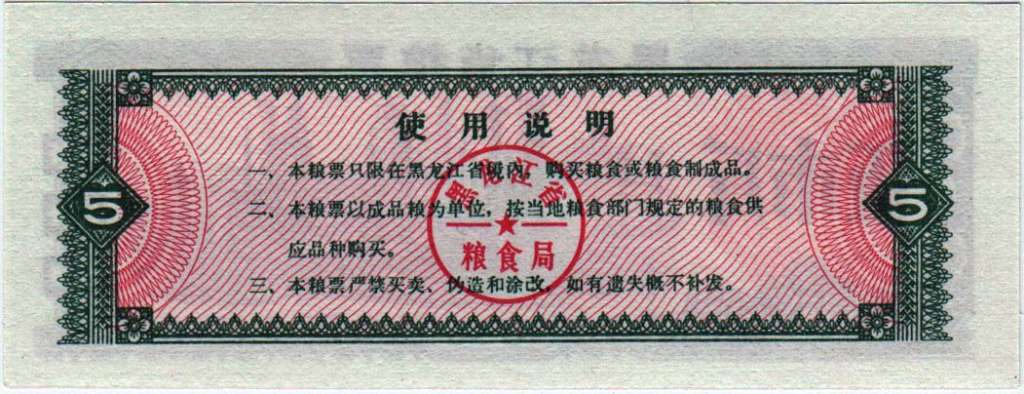 使用说明
一、本粮票只限在黑龙江省境内，购买粮食或粮食制成品。
二、本粮票以成品粮为单位，按当地粮食部门规定的粮食供
应品种购买。
三、本粮票严禁买卖、伪造和涂改，如有遗失概不补发。
黑龙江省
粮食局
5
5